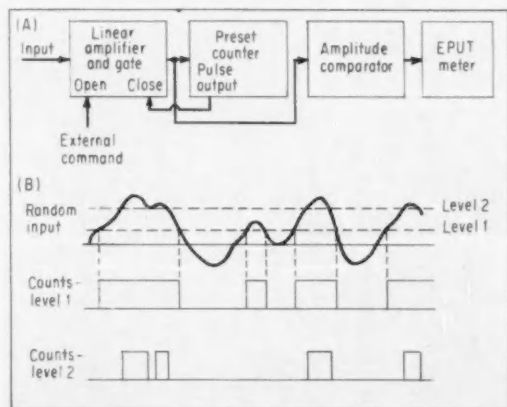 (A)
Input
Linear
amplifier
and gate
Open Close
Preset
counter
Pulse
output
Amplitude
comparator
EPUT
meter
External
command
(B)
Random
input
Level 2
Level 1
Counts-
level 1
Counts-
level 2